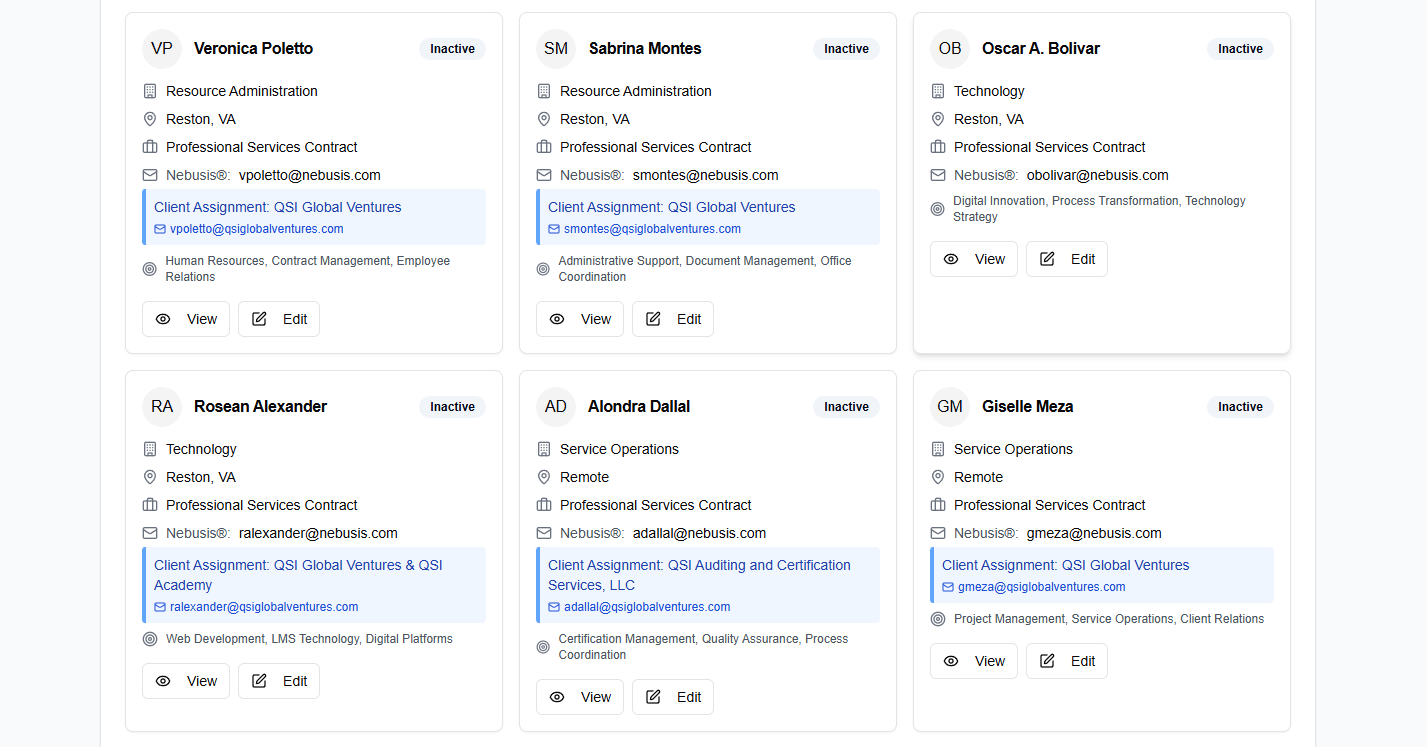 VP
Veronica Poletto
Inactive
Resource Administration
Reston, VA
Professional Services Contract
Nebusis®: vpoletto@nebusis.com
Client Assignment: QSI Global Ventures
vpoletto@qsiglobalventures.com
Human Resources, Contract Management, Employee
Relations
View
Edit
SM
Sabrina Montes
Inactive
Resource Administration
Reston, VA
Professional Services Contract
Nebusis®: smontes@nebusis.com
Client Assignment: QSI Global Ventures
smontes@qsiglobalventures.com
Administrative Support, Document Management, Office
Coordination
View
Edit
OB
Oscar A. Bolivar
Inactive
Technology
Reston, VA
Professional Services Contract
Nebusis®: obolivar@nebusis.com
Digital Innovation, Process Transformation, Technology
Strategy
View
Edit
RA
Rosean Alexander
Inactive
Technology
Reston, VA
Professional Services Contract
Nebusis®: ralexander@nebusis.com
Client Assignment: QSI Global Ventures & QSI
Academy
ralexander@qsiglobalventures.com
Web Development, LMS Technology, Digital Platforms
View
Edit
AD
Alondra Dallal
Inactive
Service Operations
Remote
Professional Services Contract
Nebusis®: adallal@nebusis.com
Client Assignment: QSI Auditing and Certification
Services, LLC
adallal@qsiglobalventures.com
Certification Management, Quality Assurance, Process
Coordination
View
Edit
GM
Giselle Meza
Inactive
Service Operations
Remote
Professional Services Contract
Nebusis®: gmeza@nebusis.com
Client Assignment: QSI Global Ventures
gmeza@qsiglobalventures.com
Project Management, Service Operations, Client Relations
View
Edit